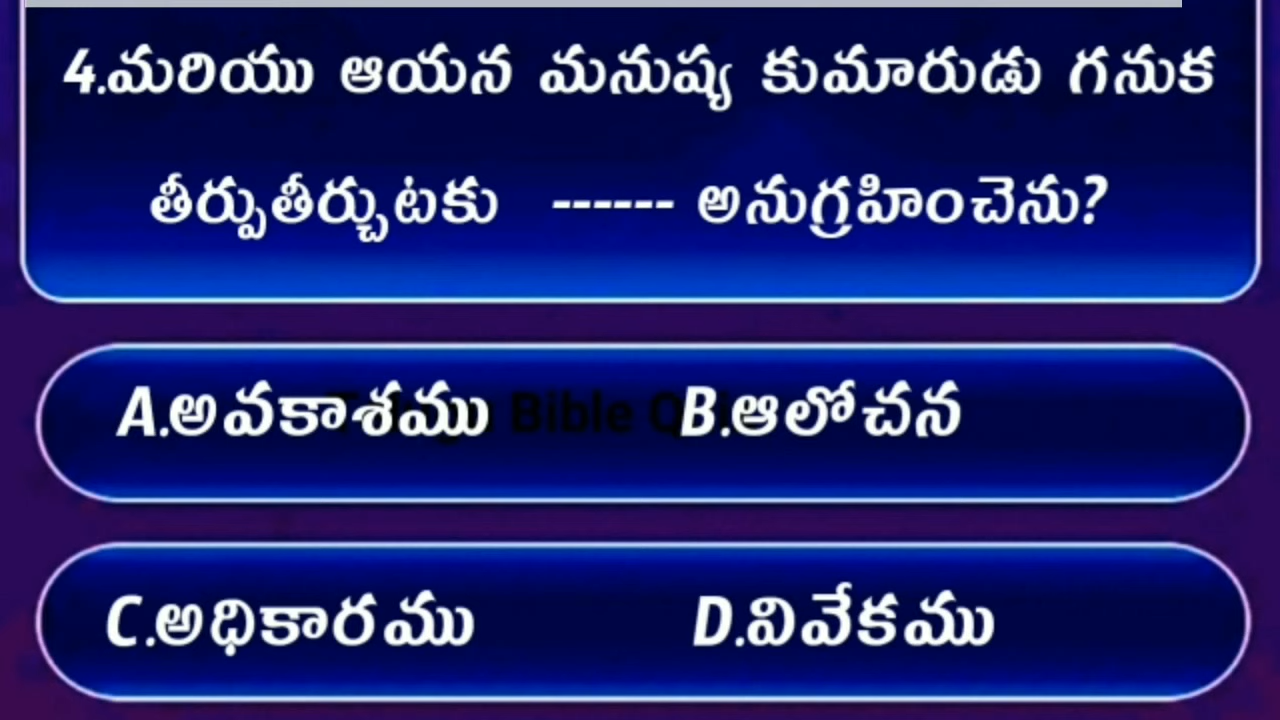 4.మరియు ఆయన మనుష్య కుమారుడు గనుక
తీర్పుతీర్చుటకు ------ అనుగ్రహించెను?
A.అవకాశము B.ఆలోచన
C.అధికారము D.వివేకము